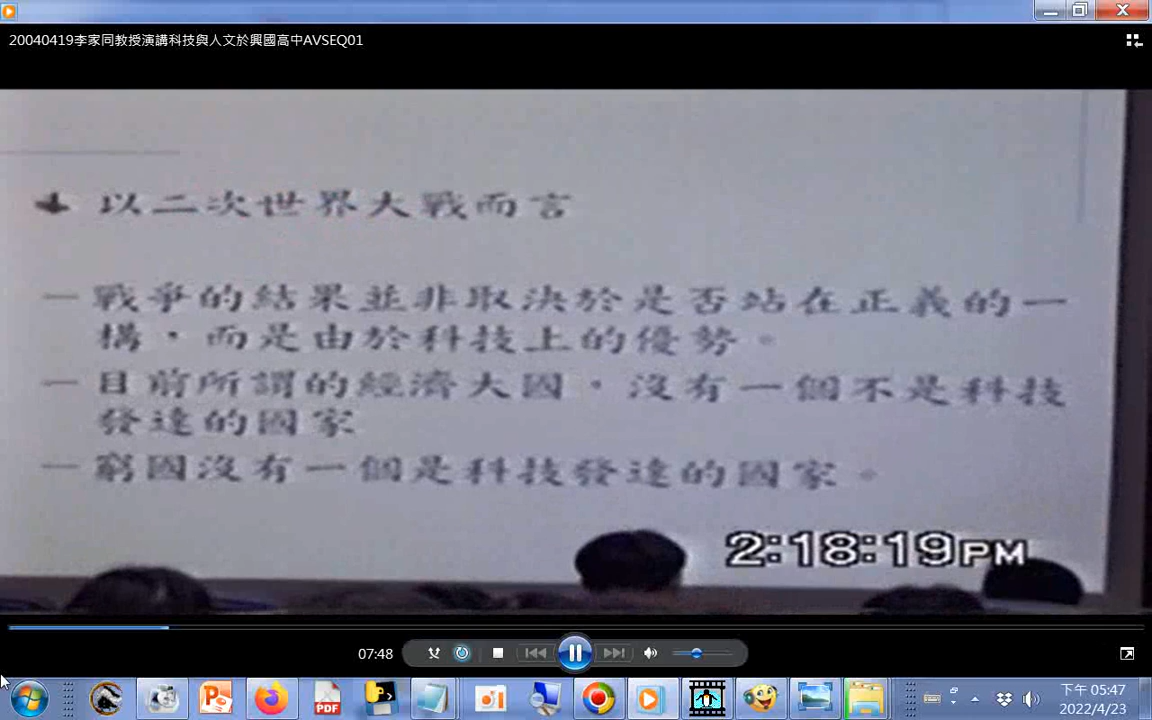 20040419李家同教授演講科技與人文於興國高中AVSEQ01
以二次世界大戰而言
一 戰爭的結果並非取決於是否站在正義的一
構，而是由於科技上的優勢。
一 目前所謂的經濟大國，沒有一個不是科技
發達的國家
一 窮國沒有一個是科技發達的國家。
2:18:19PM
07:48
PDF
下午 05:47
2022/4/23